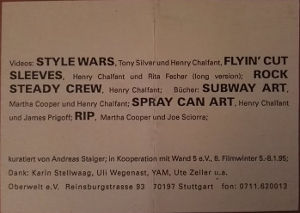 Videos: STYLE WARS, Tony Silver und Henry Chalfant, FLYIN' CUT
SLEEVES, Henry Chalfant und Rita Fecher (long version); ROCK
STEADY CREW, Henry Chalfant; Bücher: SUBWAY ART,
Martha Cooper und Henry Chalfant; SPRAY CAN ART, Henry Chalfant
und James Prigoff; RIP, Martha Cooper und Joe Sciorra;
kuratiert von Andreas Staiger; in Kooperation mit Wand 5 e.V., 8. Filmwinter 5.-8.1.95;
Dank: Karin Stellwaag, Uli Wegenast, YAM, Ute Zeller u.a.
Oberwelt e.V. Reinsburgstrasse 93 70197 Stuttgart fon: 0711.620013